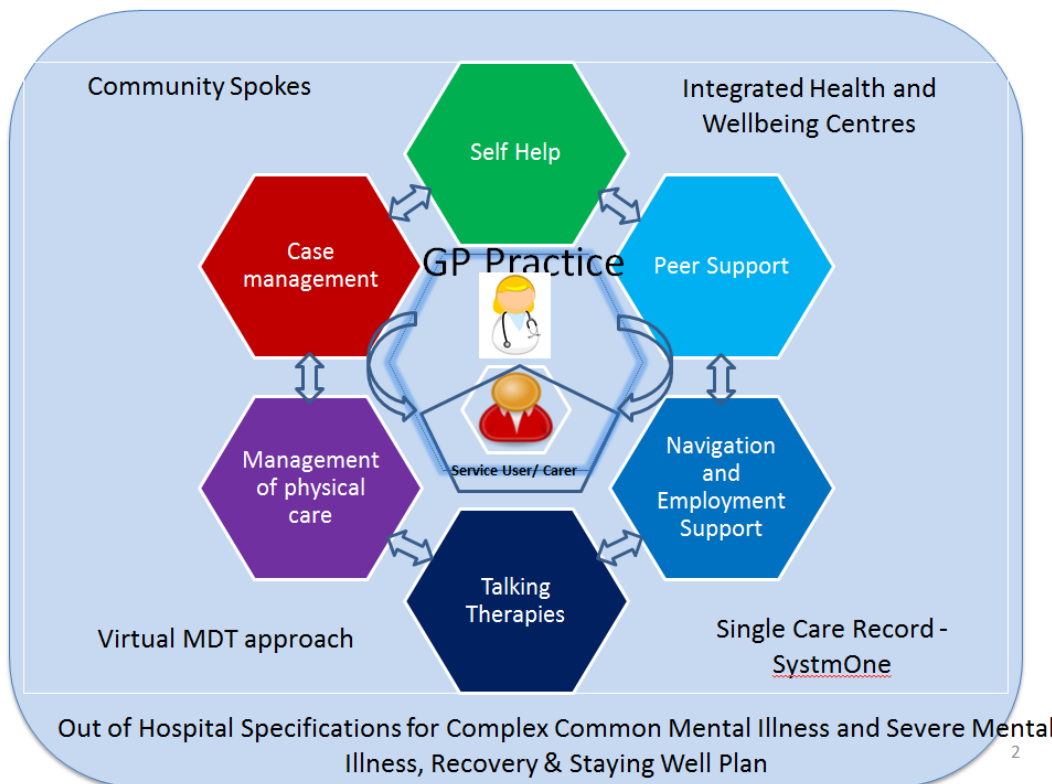 Community Spokes
Integrated Health and
Wellbeing Centres
Self Help
Case
management
GP Practice
Peer Support
Management
of physical
care
Service User/ Carer
Navigation
and
Employment
Support
Talking
Therapies
Virtual MDT approach
Single Care Record -
SystmOne
Out of Hospital Specifications for Complex Common Mental Illness and Severe Mental
Illness, Recovery & Staying Well Plan
2